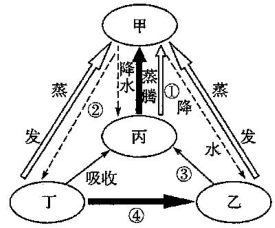 甲
蒸
降水
蒸腾
①
蒸
②
降
发
丙
水
发
吸收
③
丁
④
乙